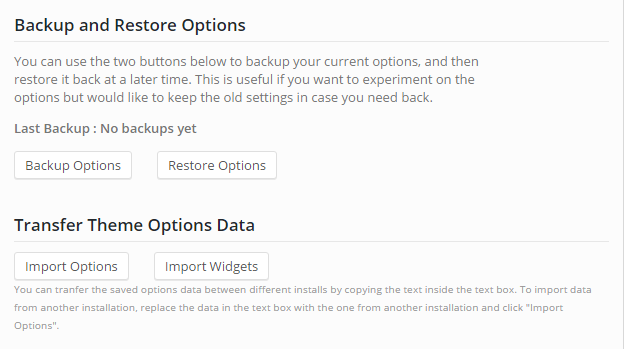 Backup and Restore Options
You can use the two buttons below to backup your current options, and then
restore it back at a later time. This is useful if you want to experiment on the
options but would like to keep the old settings in case you need back.
Last Backup : No backups yet
Backup Options Restore Options
Transfer Theme Options Data
Import Options Import Widgets
You can tranfer the saved options data between different installs by copying the text inside the text box. To import data
from another installation, replace the data in the text box with the one from another installation and click "Import
Options".